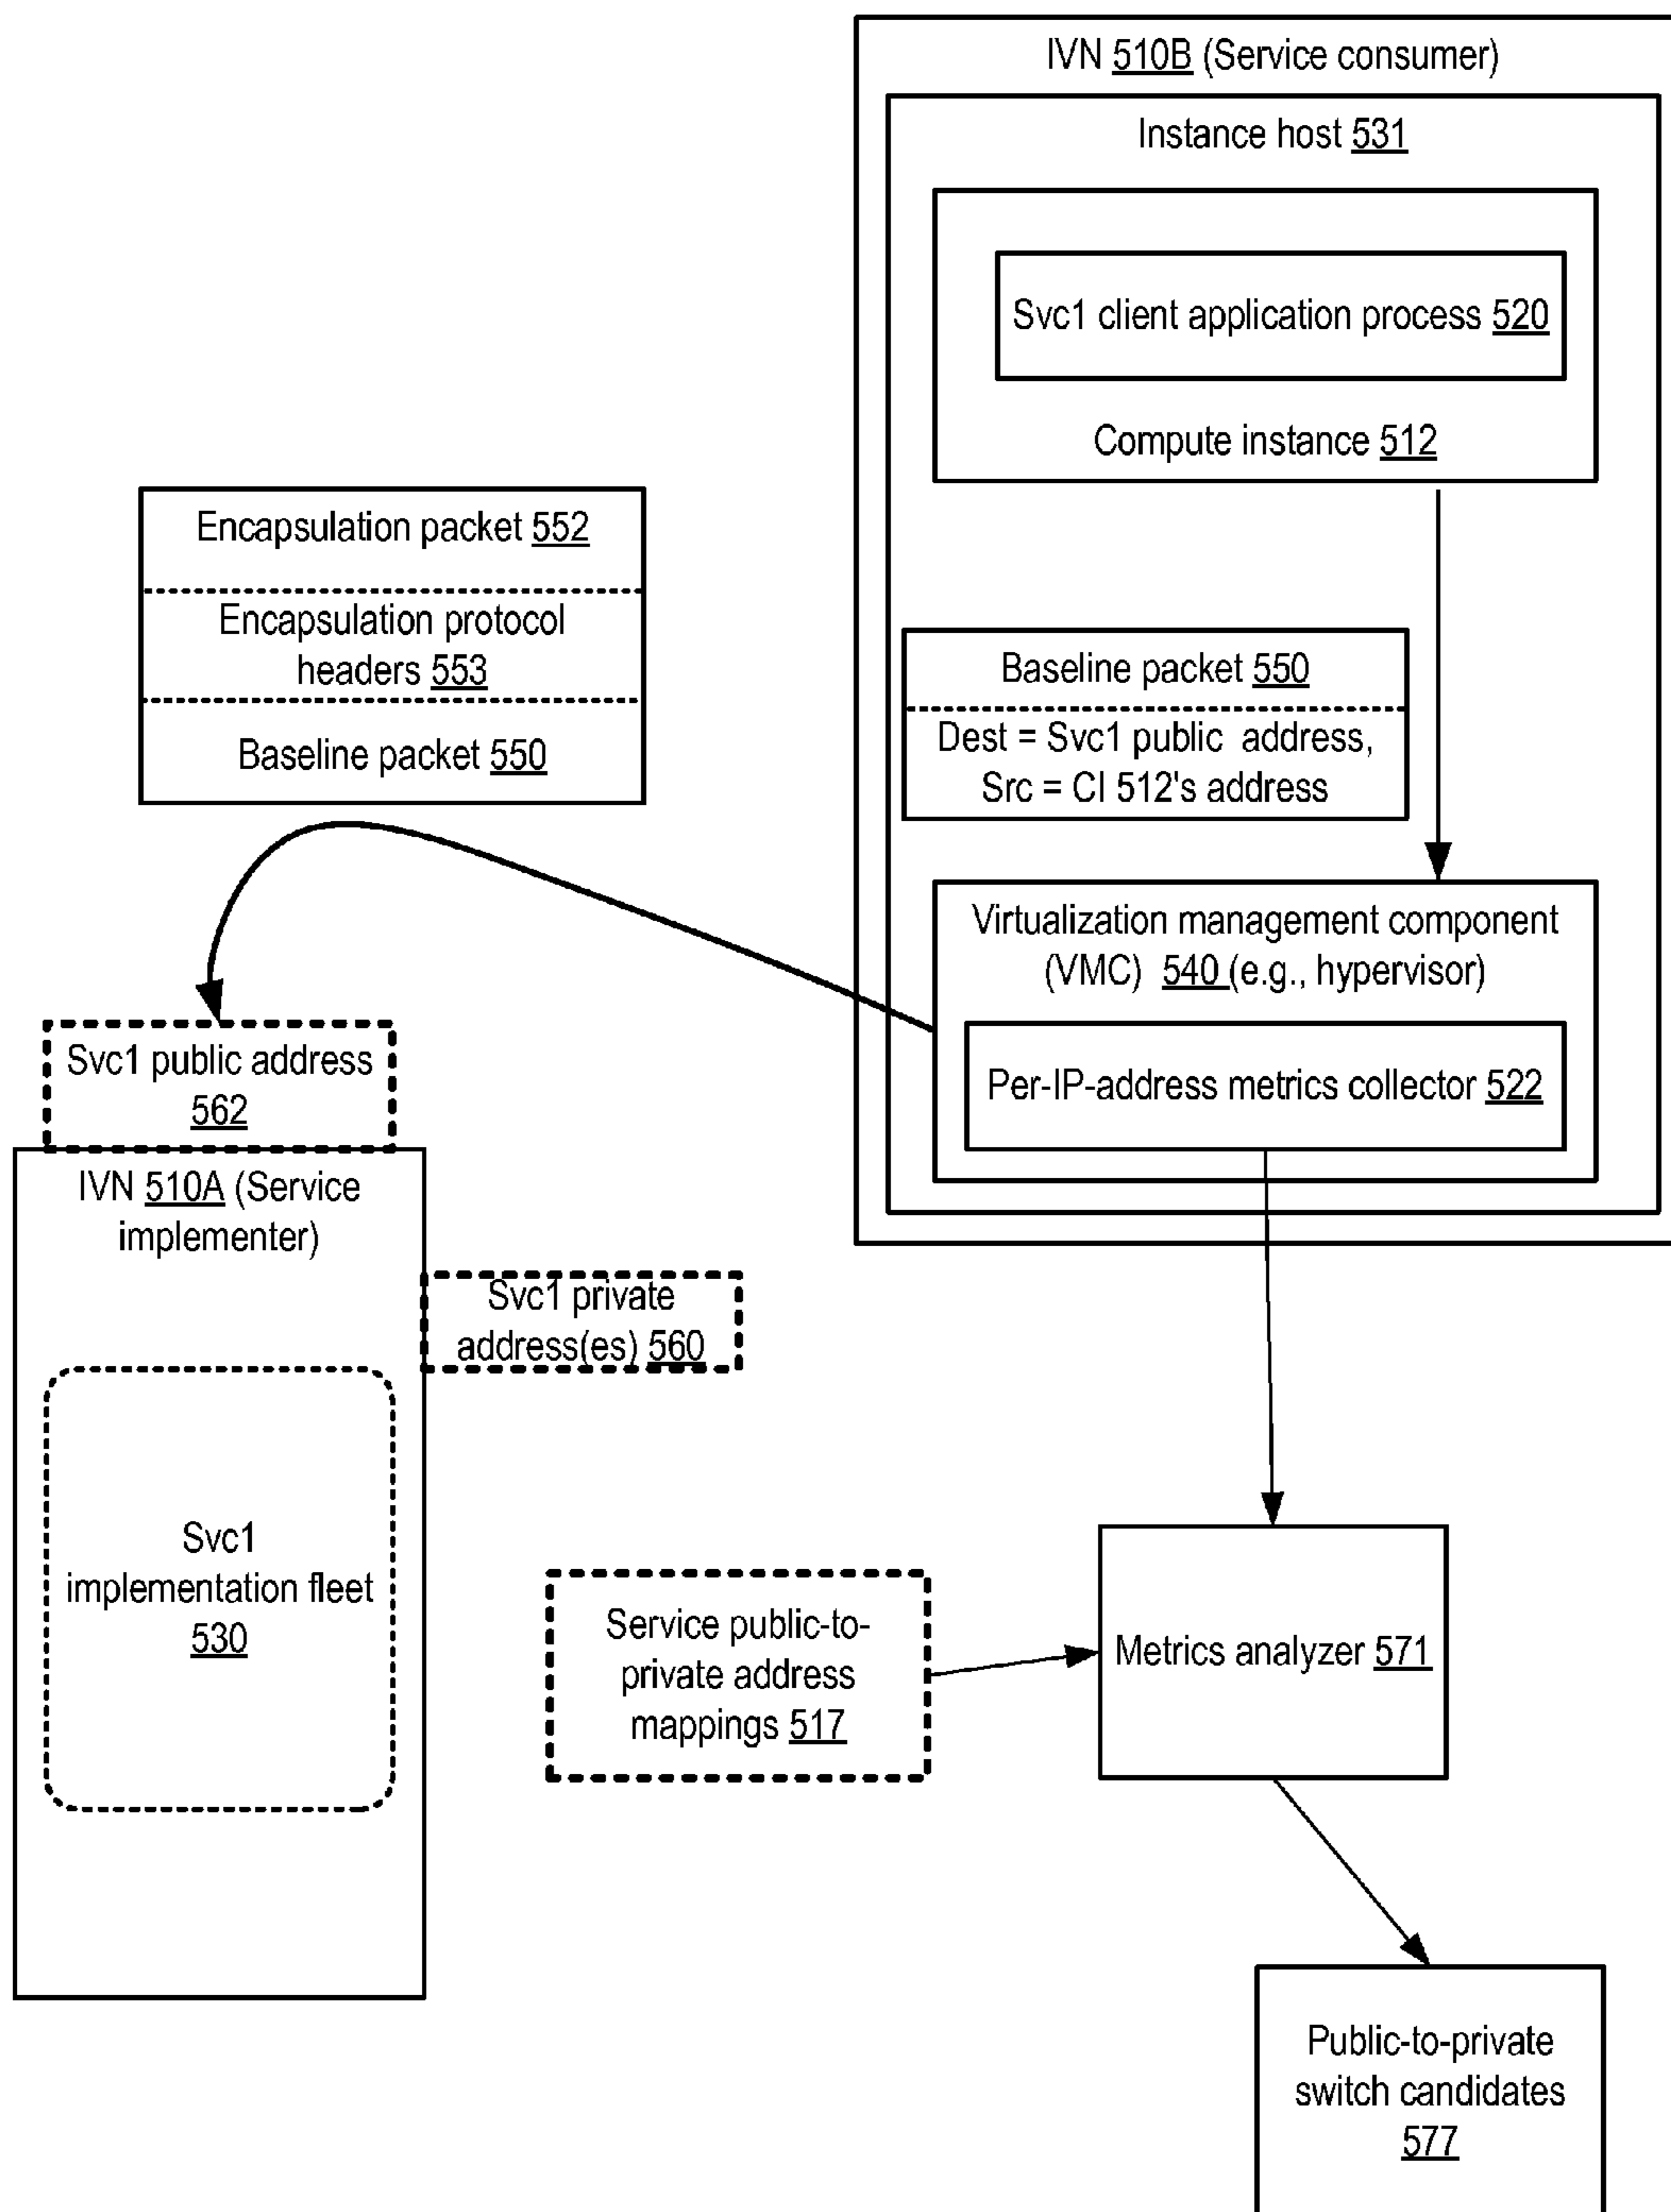 IVN 510B (Service consumer)
Instance host 531
Svc1 client application process 520
Compute instance 512
Encapsulation packet 552
Encapsulation protocol
headers 553
Baseline packet 550
Baseline packet 550
Dest = Svc1 public address,
Src = CI 512's address
Virtualization management component
(VMC) 540 (e.g., hypervisor)
Per-IP-address metrics collector 522
Svc1 public address
562
IVN 510A (Service
implementer)
Svc1 private
address(es) 560
Svc1
implementation fleet
530
Service public-to-
private address
mappings 517
Metrics analyzer 571
Public-to-private
switch candidates
577